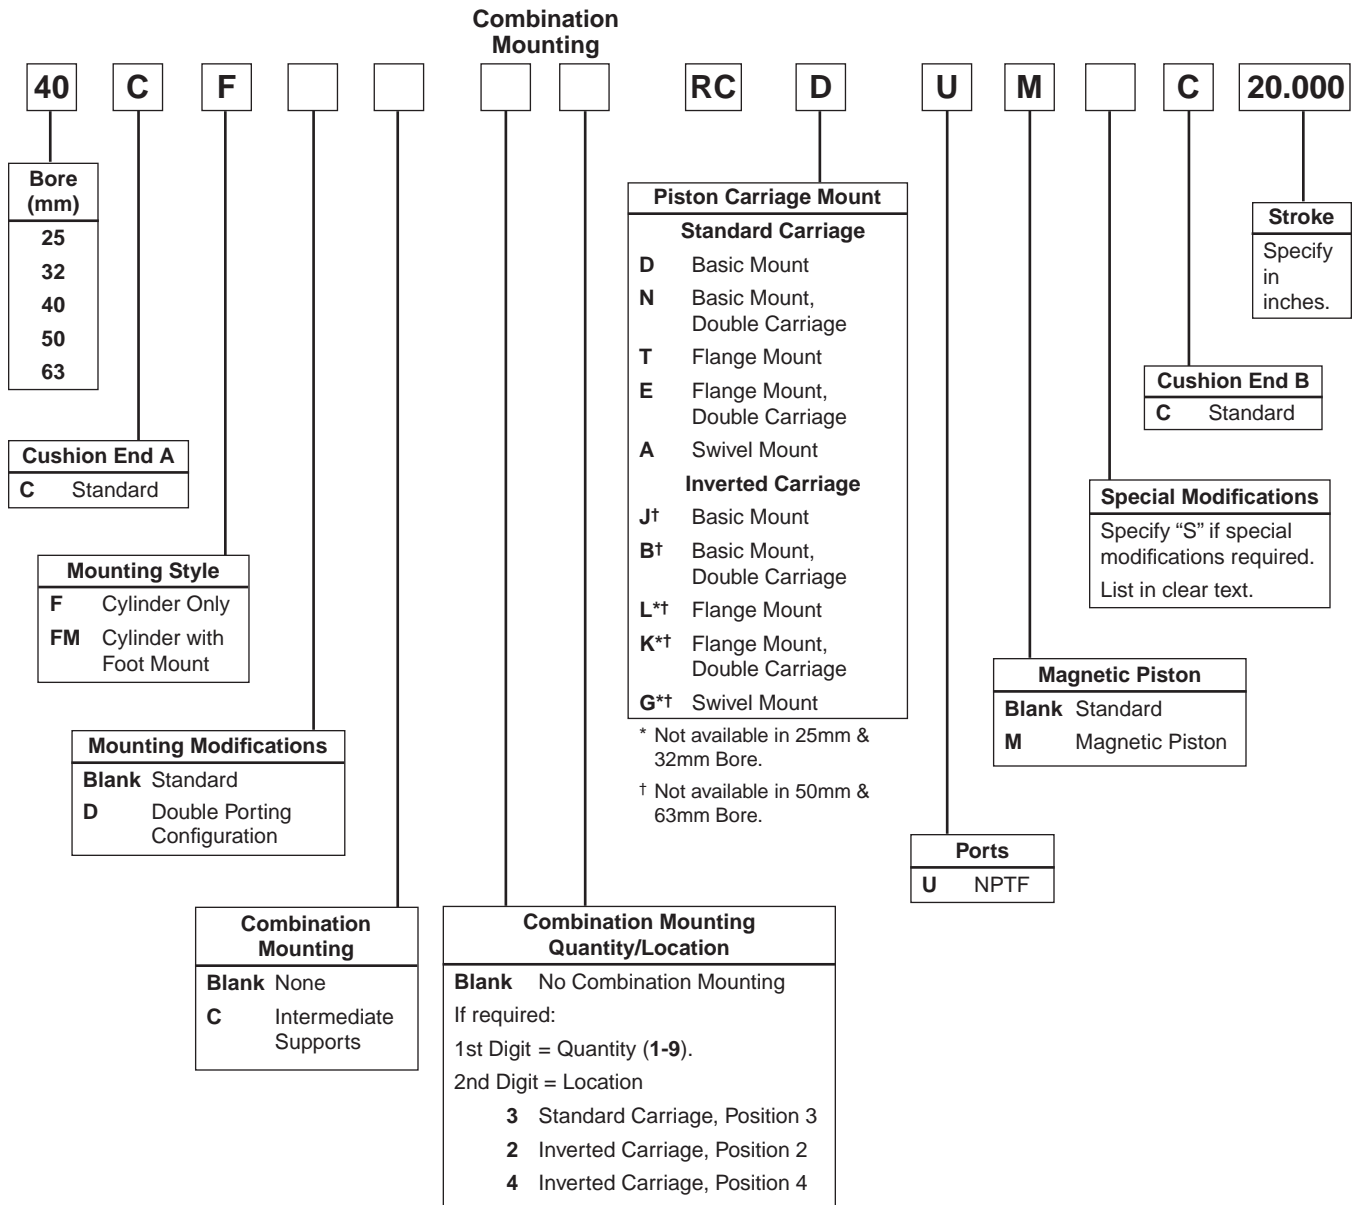 Combination
Mounting
40 C F RC D U M C 20.000
Bore
(mm)
25
32
40
50
63
Cushion End A
C Standard
Mounting Style
F Cylinder Only
FM Cylinder with
Foot Mount
Mounting Modifications
Blank Standard
D Double Porting
Configuration
Combination
Mounting
Blank None
C Intermediate
Supports
Combination Mounting
Quantity/Location
Blank No Combination Mounting
If required:
1st Digit = Quantity (1-9).
2nd Digit = Location
3 Standard Carriage, Position 3
2 Inverted Carriage, Position 2
4 Inverted Carriage, Position 4
Piston Carriage Mount
Standard Carriage
D Basic Mount
N Basic Mount,
Double Carriage
T Flange Mount
E Flange Mount,
Double Carriage
A Swivel Mount
Inverted Carriage
J† Basic Mount
B† Basic Mount,
Double Carriage
L*† Flange Mount
K*† Flange Mount,
Double Carriage
G*† Swivel Mount
* Not available in 25mm &
32mm Bore.
† Not available in 50mm &
63mm Bore.
Ports
U NPTF
Magnetic Piston
Blank Standard
M Magnetic Piston
Special Modifications
Specify “S” if special
modifications required.
List in clear text.
Cushion End B
C Standard
Stroke
Specify
in
inches.